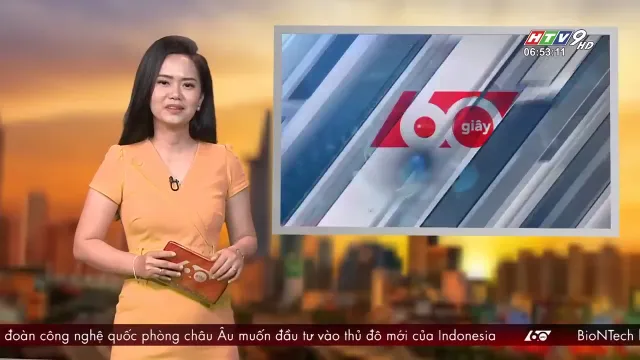 HTV9 HD
06:53:11
60 giây
đoàn công nghệ quốc phòng châu Âu muốn đầu tư vào thủ đô mới của Indonesia 60 BioNTech